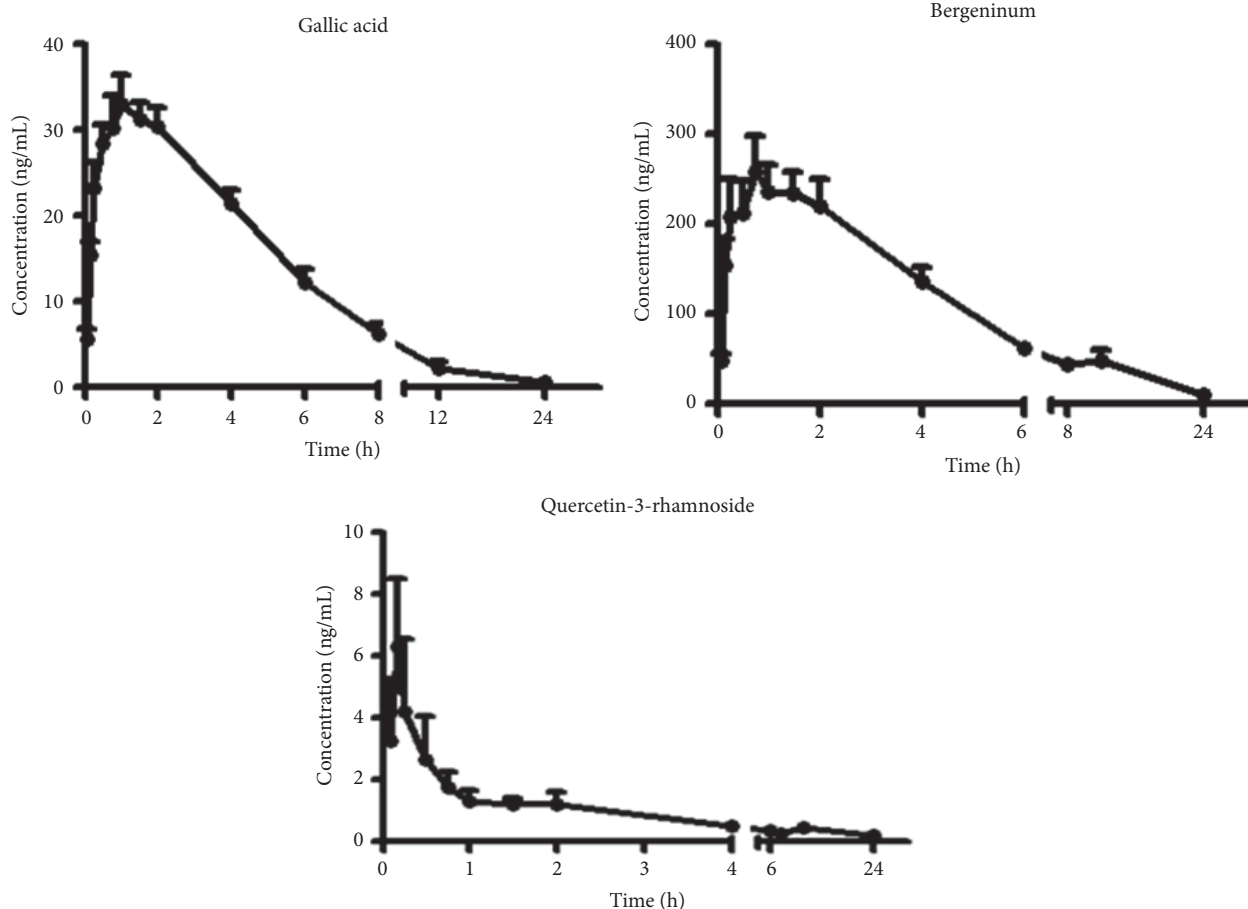 Gallic acid
Concentration (ng/mL)
40
30
20
10
0
0 2 4 6 8 12 24
Time (h)
Bergeninum
Concentration (ng/mL)
400
300
200
100
0
0 2 4 6 8 24
Time (h)
Quercetin-3-rhamnoside
Concentration (ng/mL)
10
8
6
4
2
0
0 1 2 3 4 6 24
Time (h)